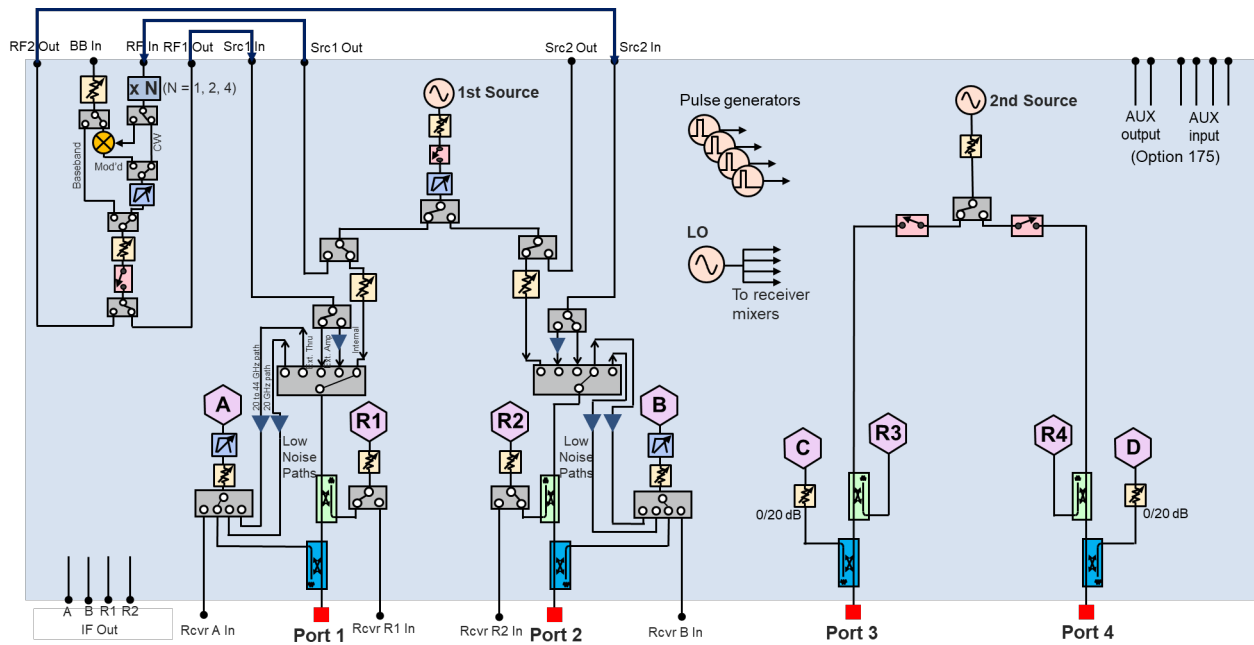 RF2 Out
BB In
RF In
RF1 Out
Src1 In
Src1 Out
Src2 Out
Src2 In
x N
(N = 1, 2, 4)
1st Source
2nd Source
Pulse generators
AUX
output
AUX
input
(Option 175)
Baseband
Mod'd
CW
LO
To receiver
mixers
Ext. Thru
Ext. Amp
Internal
20 to 44 GHz path
20 GHz path
A
R1
R2
B
C
R3
R4
D
Low
Noise
Paths
Low
Noise
Paths
0/20 dB
0/20 dB
A
B
R1
R2
IF Out
Rcvr A In
Port 1
Rcvr R1 In
Rcvr R2 In
Port 2
Rcvr B In
Port 3
Port 4